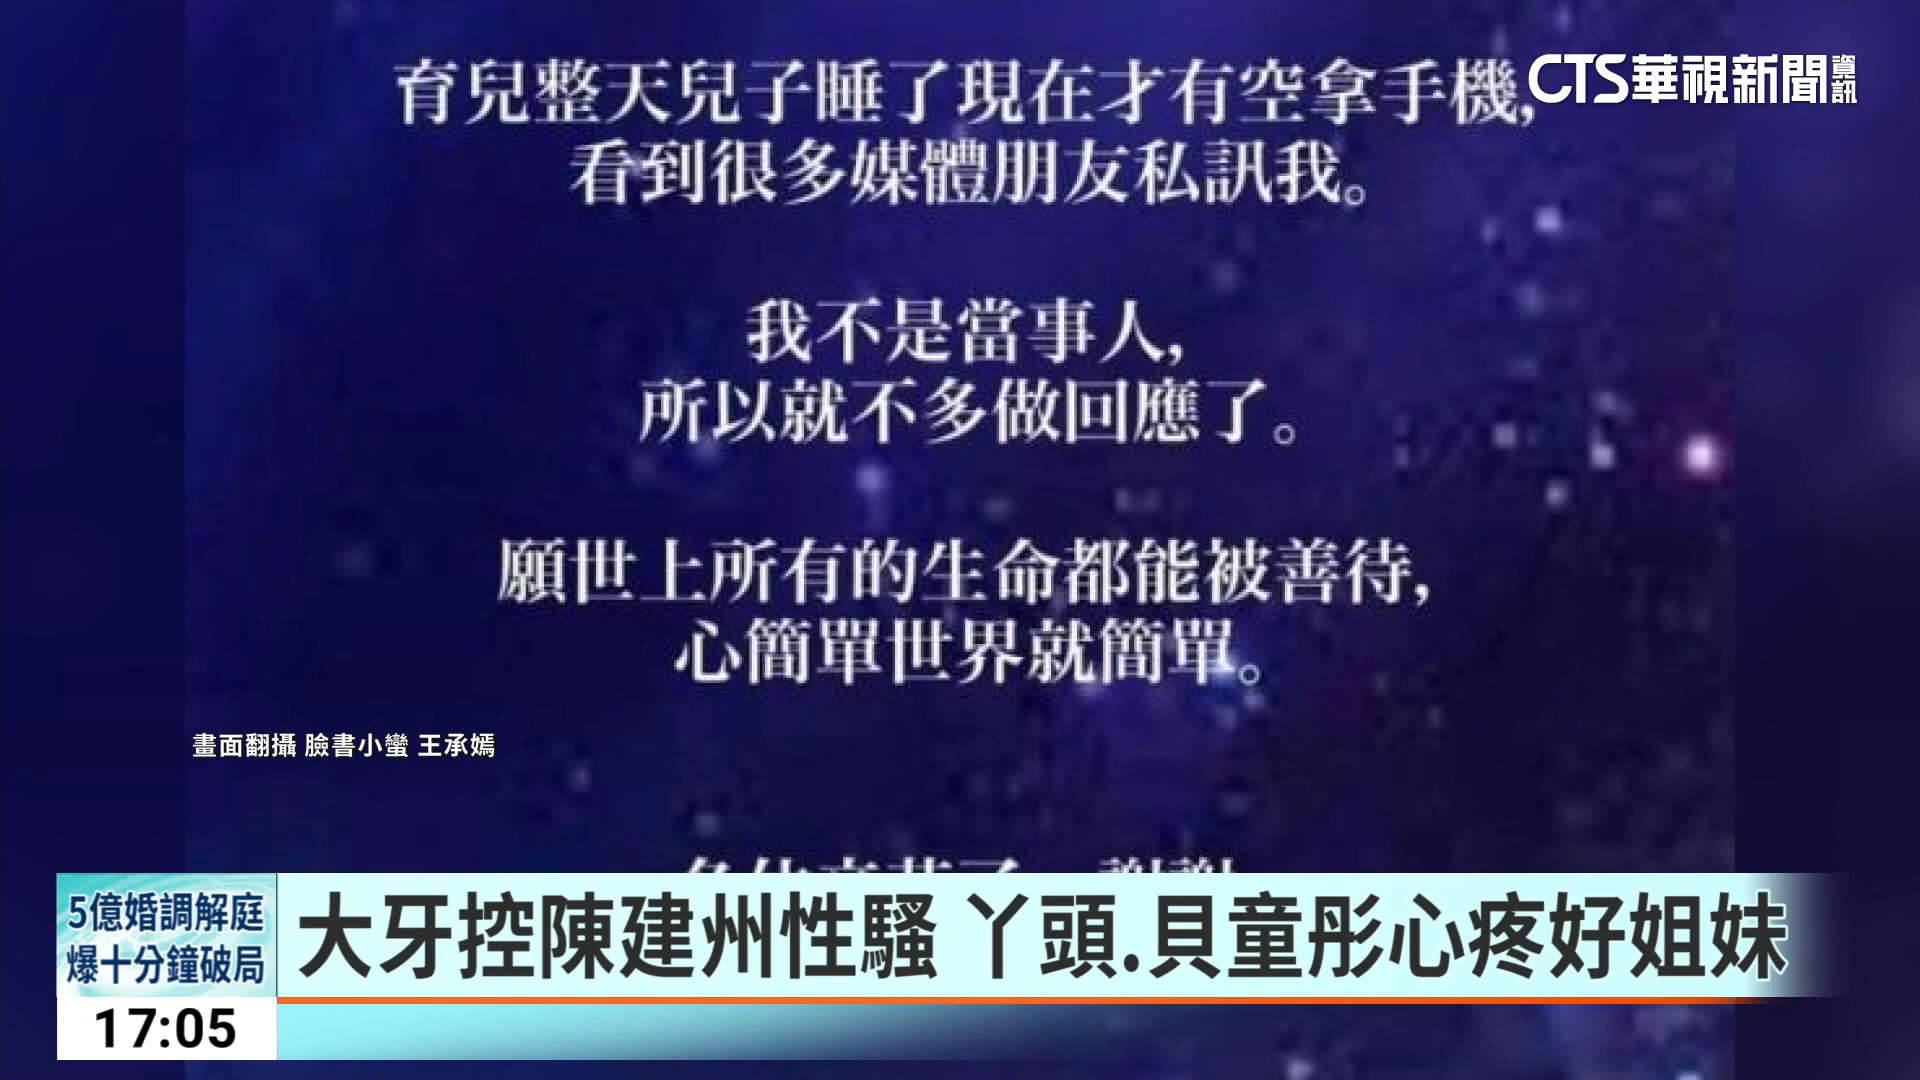 育兒整天兒子睡了現在才有空拿手機,
看到很多媒體朋友私訊我。
CTS華視新聞資訊
我不是當事人,
所以就不多做回應了。
願世上所有的生命都能被善待,
心簡單世界就簡單。
畫面翻攝 臉書小蠻 王承嫣
5億婚調解庭
爆十分鐘破局
大牙控陳建州性騷 丫頭.貝童彤心疼好姐妹
17:05